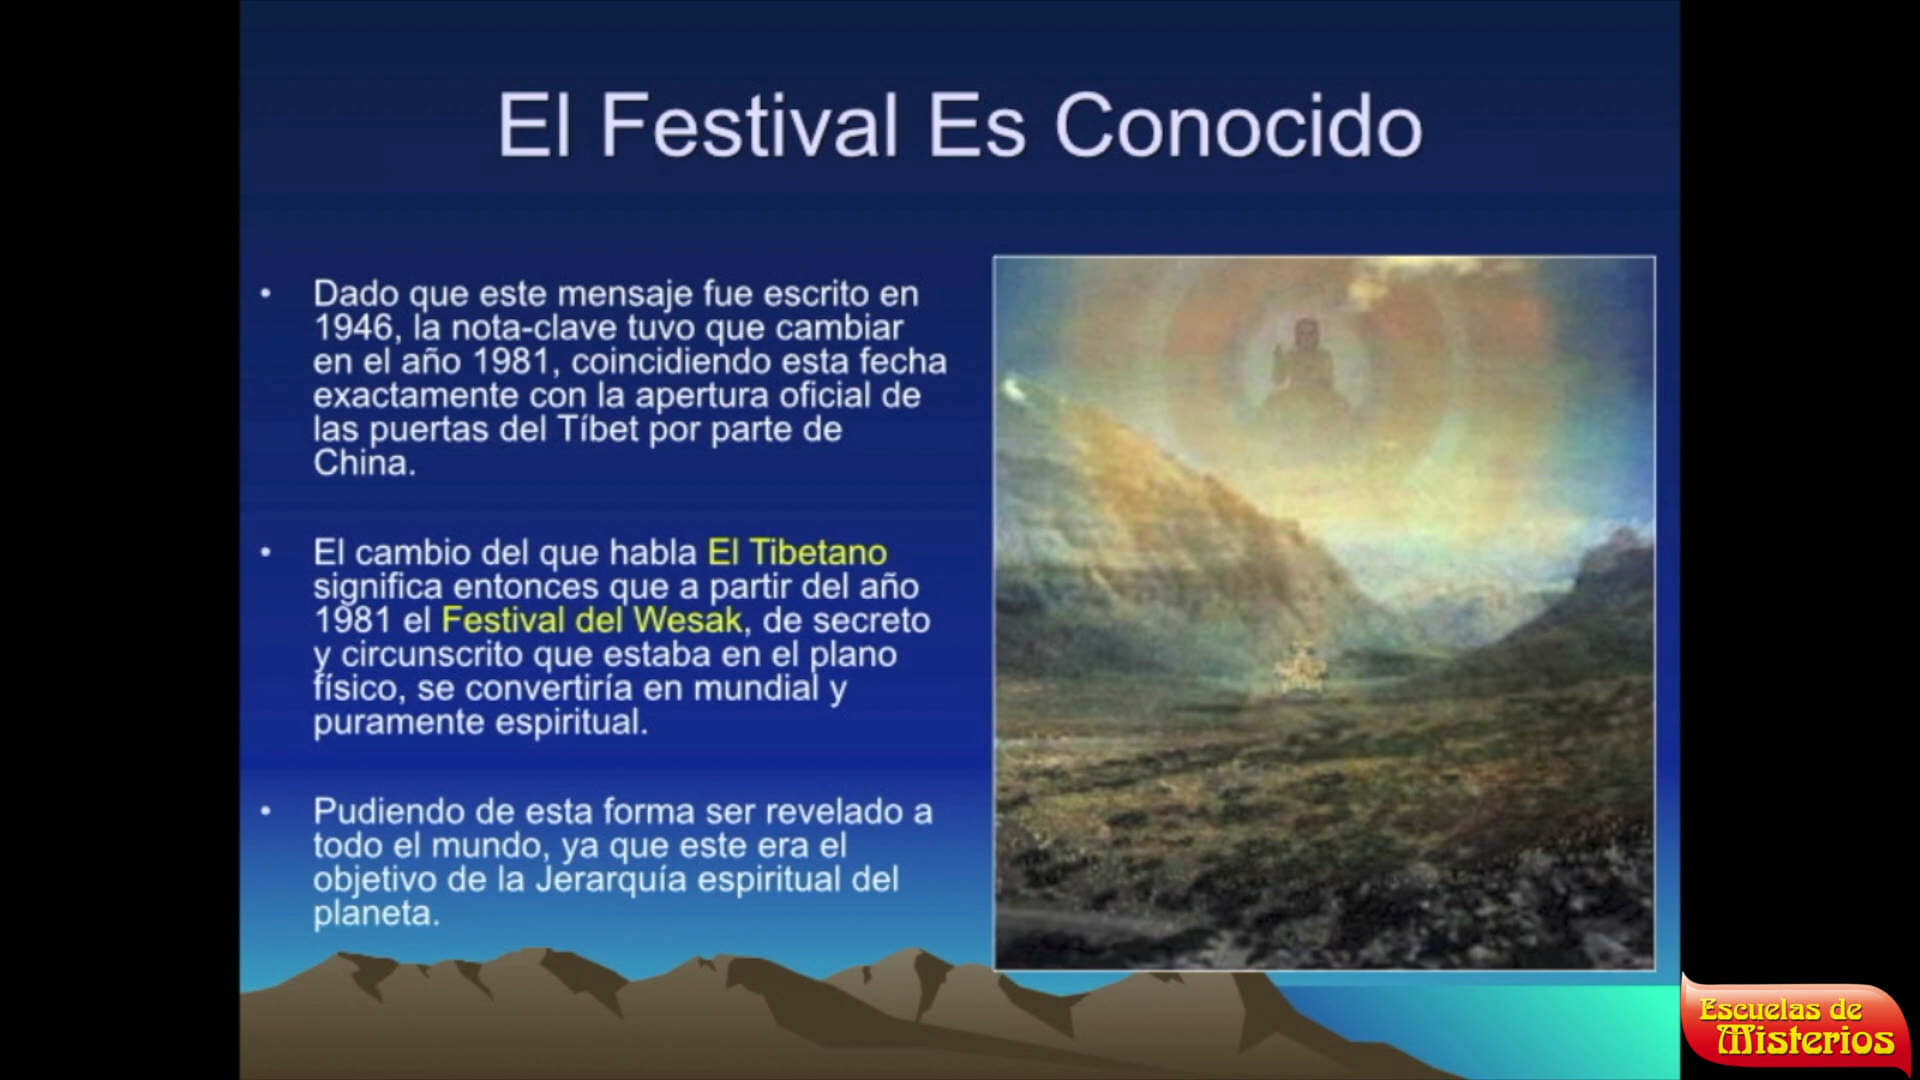 El Festival Es Conocido
• Dado que este mensaje fue escrito en
1946, la nota-clave tuvo que cambiar
en el año 1981, coincidiendo esta fecha
exactamente con la apertura oficial de
las puertas del Tíbet por parte de
China.
• El cambio del que habla El Tibetano
significa entonces que a partir del año
1981 el Festival del Wesak, de secreto
y circunscrito que estaba en el plano
físico, se convertiría en mundial y
puramente espiritual.
• Pudiendo de esta forma ser revelado a
todo el mundo, ya que este era el
objetivo de la Jerarquía espiritual del
planeta.
Escuelas de
Misterios